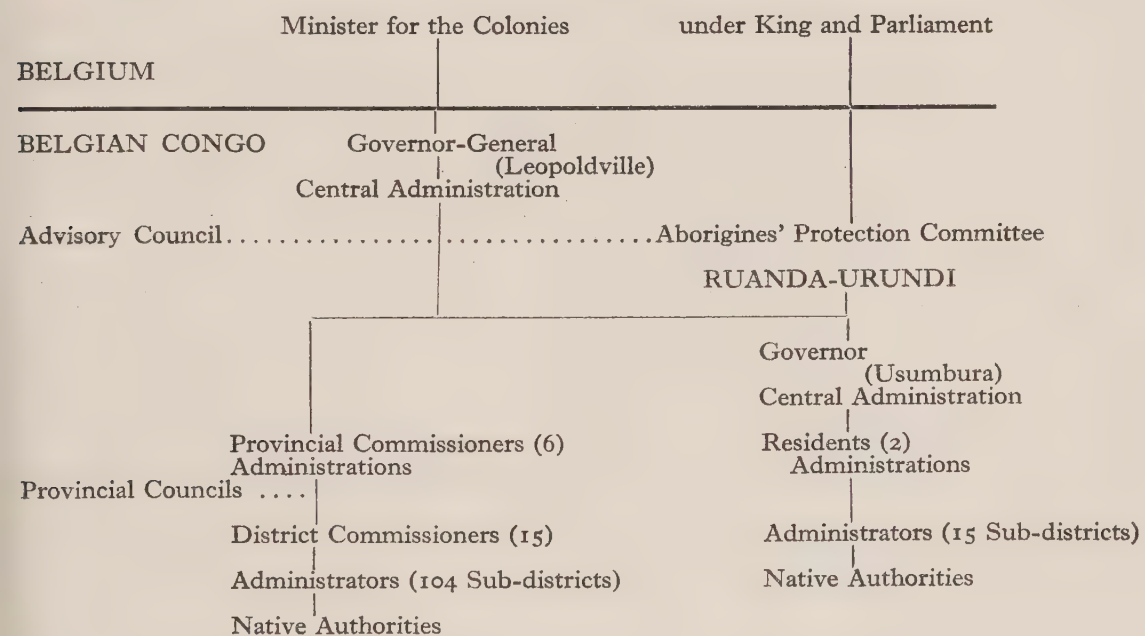 Minister for the Colonies under King and Parliament
BELGIUM
BELGIAN CONGO Governor-General
(Leopoldville)
Central Administration
Advisory Council.................................Aborigines' Protection Committee
RUANDA-URUNDI
Governor
(Usumbura)
Central Administration
Provincial Commissioners (6) Residents (2)
Administrations Administrations
Provincial Councils ....
District Commissioners (15) Administrators (15 Sub-districts)
Administrators (104 Sub-districts) Native Authorities
Native Authorities